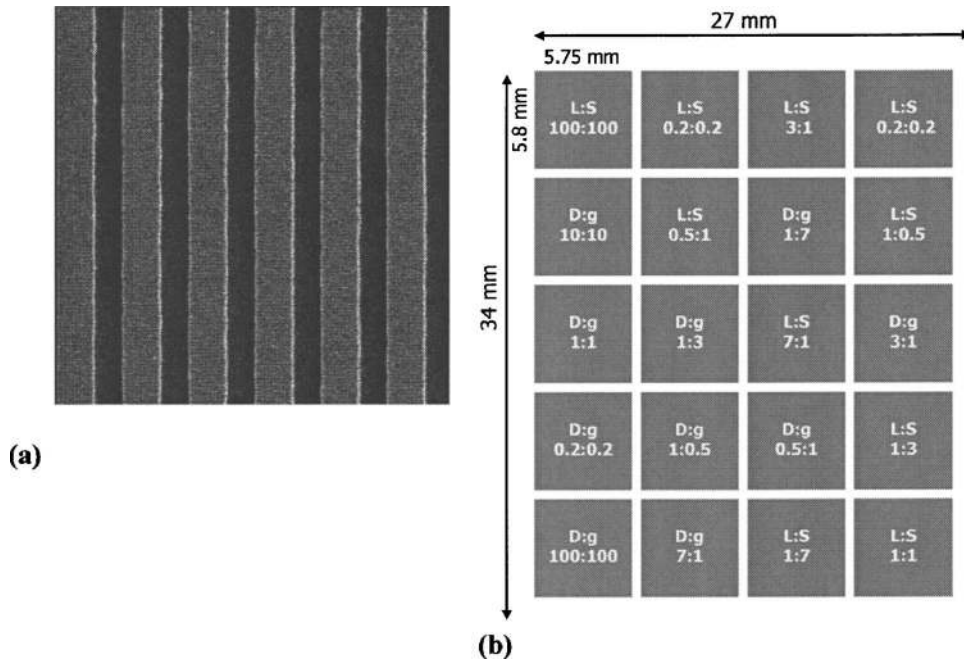 27 mm
5.75 mm
5.8 mm
34 mm
L:S
100:100
L:S
0.2:0.2
L:S
3:1
L:S
0.2:0.2
D:g
10:10
L:S
0.5:1
D:g
1:7
L:S
1:0.5
D:g
1:1
D:g
1:3
L:S
7:1
D:g
3:1
D:g
0.2:0.2
D:g
1:0.5
D:g
0.5:1
L:S
1:3
D:g
100:100
D:g
7:1
L:S
1:7
L:S
1:1
(a)
(b)